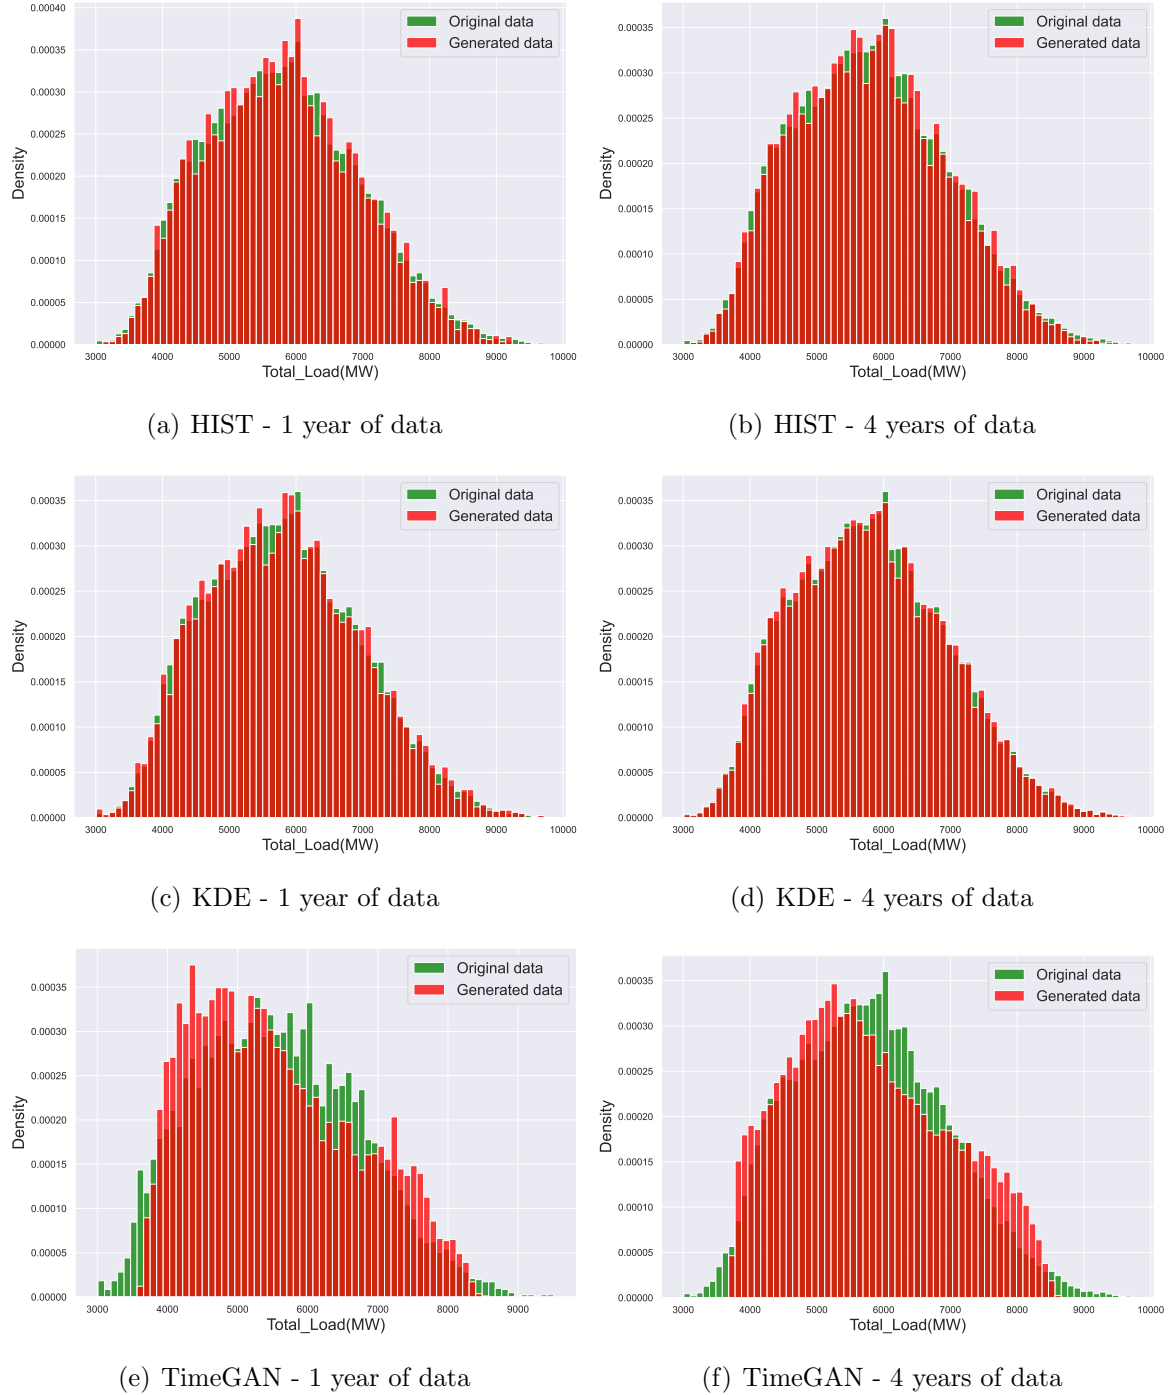 0.00040
0.00035
0.00030
0.00025
0.00020
0.00015
0.00010
0.00005
0.00000
Density
3000 4000 5000 6000 7000 8000 9000 10000
Total_Load(MW)
Original data
Generated data
(a) HIST - 1 year of data
0.00035
0.00030
0.00025
0.00020
0.00015
0.00010
0.00005
0.00000
Density
3000 4000 5000 6000 7000 8000 9000 10000
Total_Load(MW)
Original data
Generated data
(b) HIST - 4 years of data
0.00035
0.00030
0.00025
0.00020
0.00015
0.00010
0.00005
0.00000
Density
3000 4000 5000 6000 7000 8000 9000 10000
Total_Load(MW)
Original data
Generated data
(c) KDE - 1 year of data
0.00035
0.00030
0.00025
0.00020
0.00015
0.00010
0.00005
0.00000
Density
3000 4000 5000 6000 7000 8000 9000 10000
Total_Load(MW)
Original data
Generated data
(d) KDE - 4 years of data
0.00035
0.00030
0.00025
0.00020
0.00015
0.00010
0.00005
0.00000
Density
3000 4000 5000 6000 7000 8000 9000
Total_Load(MW)
Original data
Generated data
(e) TimeGAN - 1 year of data
0.00035
0.00030
0.00025
0.00020
0.00015
0.00010
0.00005
0.00000
Density
3000 4000 5000 6000 7000 8000 9000 10000
Total_Load(MW)
Original data
Generated data
(f) TimeGAN - 4 years of data